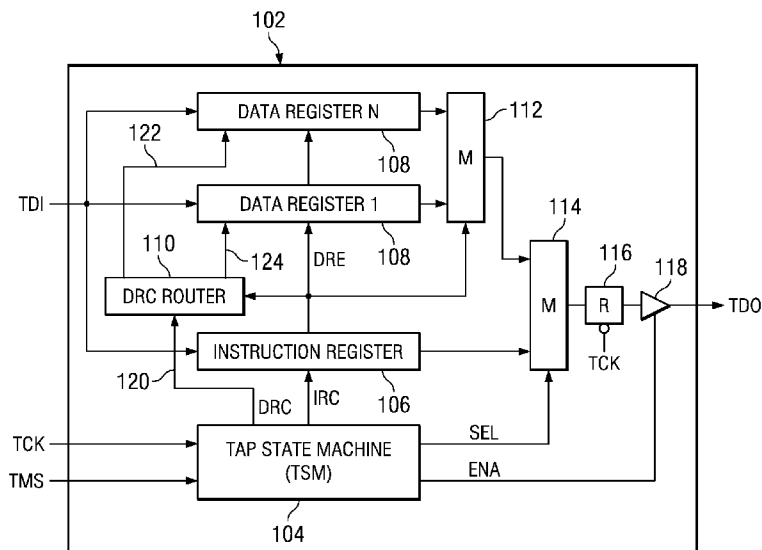 102
DATA REGISTER N
112
122
108
M
TDI
DATA REGISTER 1
114
110
124
108
116
118
DRE
DRC ROUTER
M
R
TDO
INSTRUCTION REGISTER
TCK
120
DRC
IRC
106
TCK
TAP STATE MACHINE
(TSM)
SEL
TMS
ENA
104